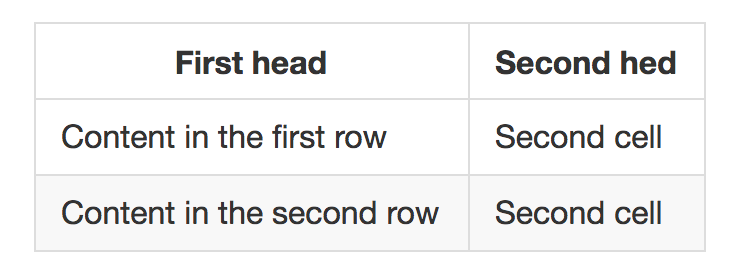 First head Second hed
Content in the first row Second cell
Content in the second row Second cell